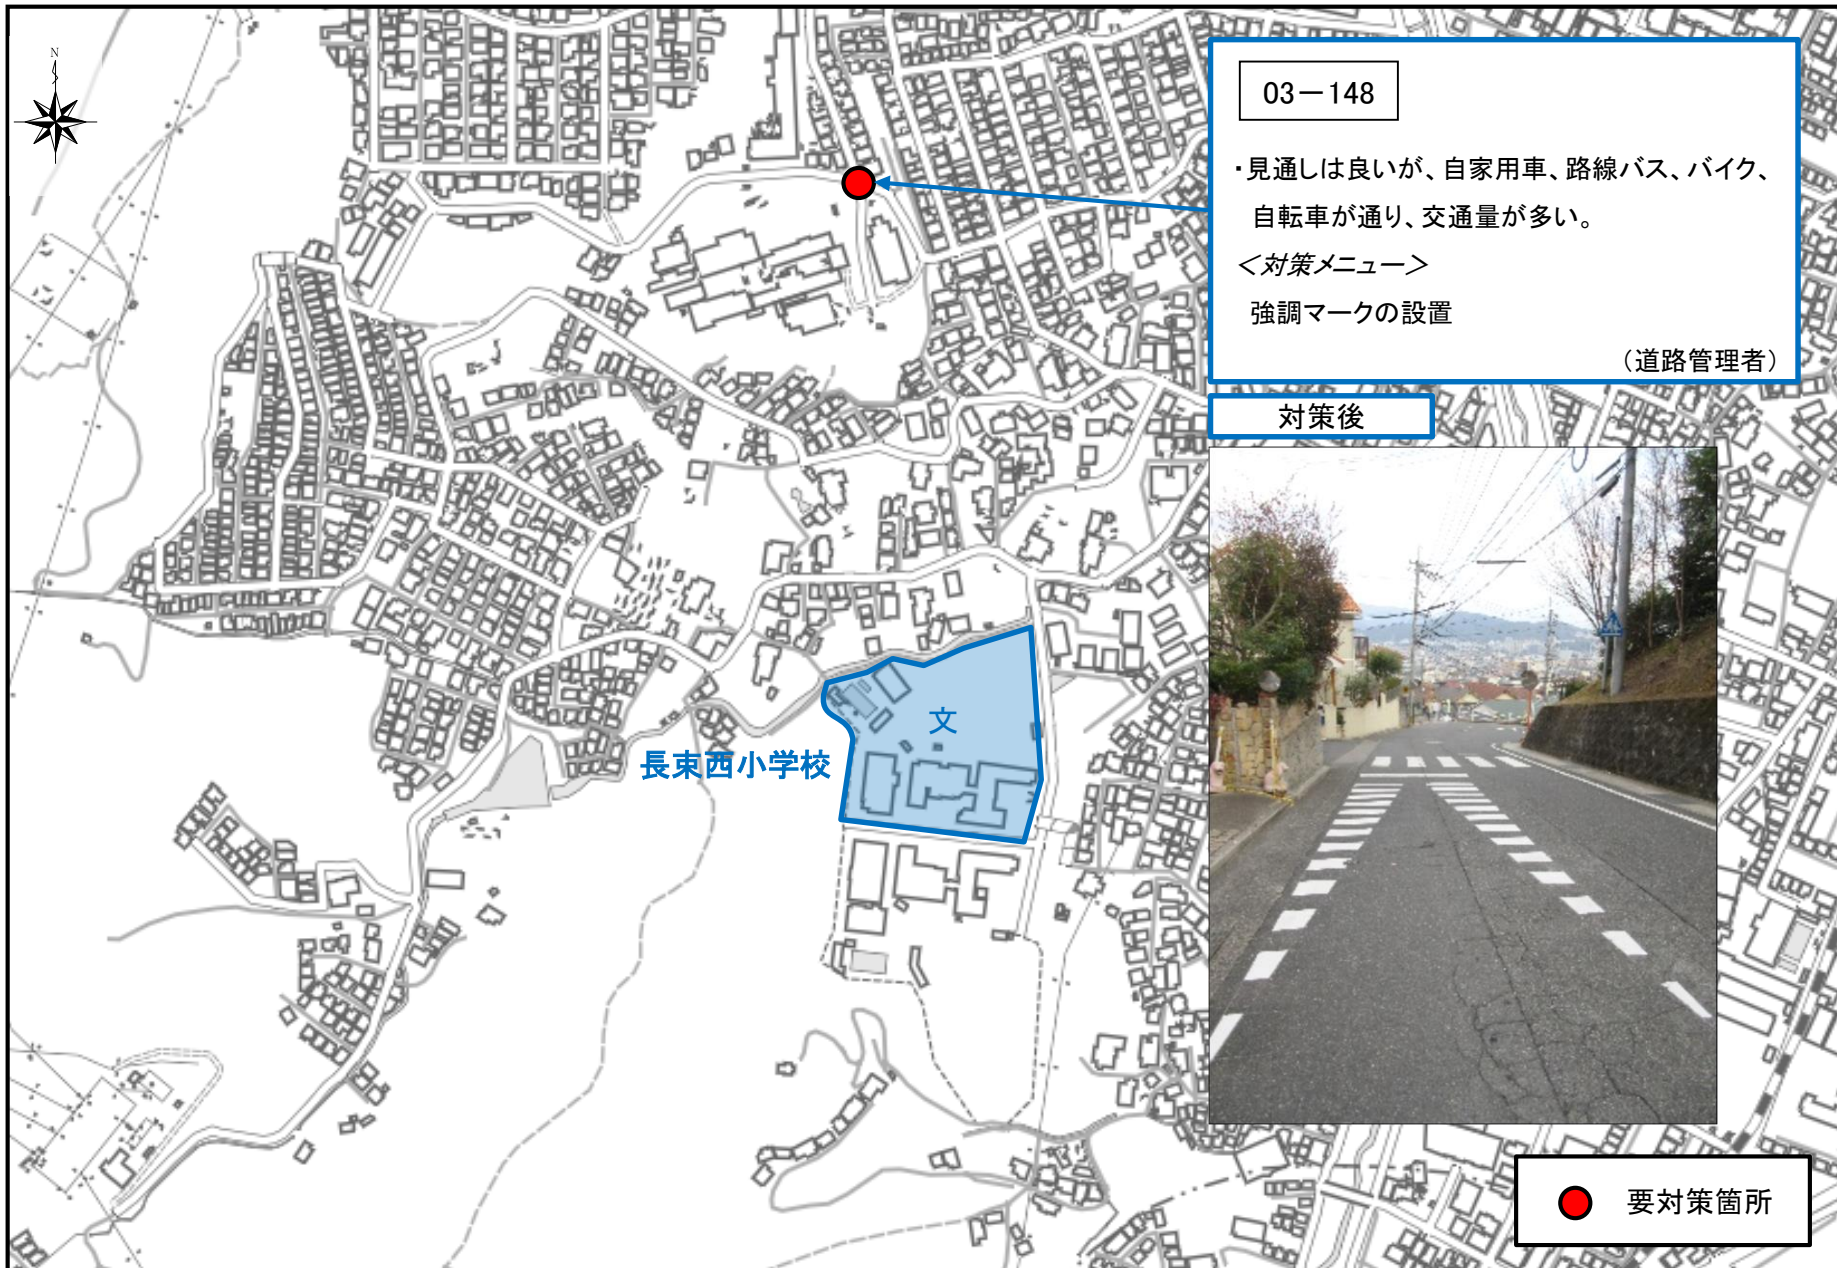 N
03－148
・見通しは良いが、自家用車、路線バス、バイク、
自転車が通り、交通量が多い。
＜対策メニュー＞
強調マークの設置
（道路管理者）
対策後
文
長束西小学校
要対策箇所